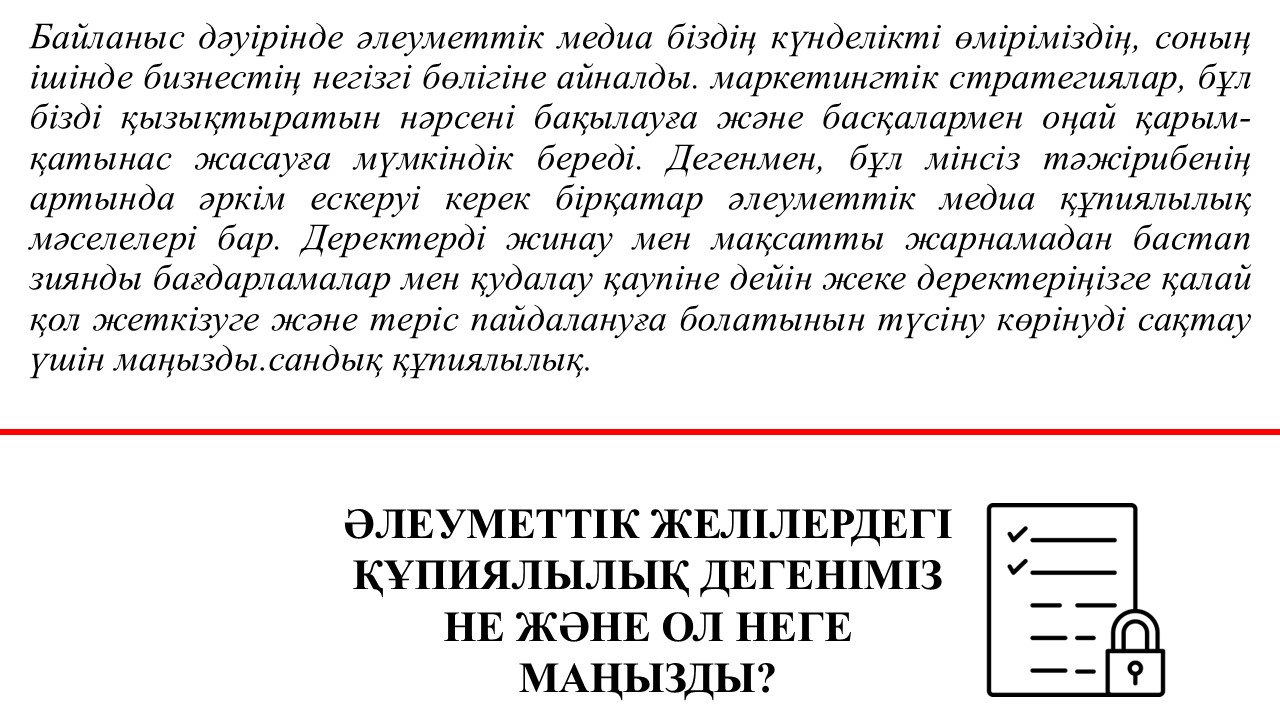 Байланыс дәуірінде әлеуметтік медиа біздің күнделікті өміріміздің, соның
ішінде бизнестің негізгі бөлігіне айналды. маркетингтік стратегиялар, бұл
бізді қызықтыратын нәрсені бақылауға және басқалармен оңай қарым-
қатынас жасауға мүмкіндік береді. Дегенмен, бұл мінсіз тәжірибенің
артында әркім ескеруі керек бірқатар әлеуметтік медиа құпиялылық
мәселелері бар. Деректерді жинау мен мақсатты жарнамадан бастап
зиянды бағдарламалар мен қудалау қаупіне дейін жеке деректеріңізге қалай
қол жеткізуге және теріс пайдалануға болатынын түсіну көрінуді сақтау
үшін маңызды.сандық құпиялылық.
ӘЛЕУМЕТТІК ЖЕЛІЛЕРДЕГІ
ҚҰПИЯЛЫЛЫҚ ДЕГЕНІМІЗ
НЕ ЖӘНЕ ОЛ НЕГЕ
МАҢЫЗДЫ?